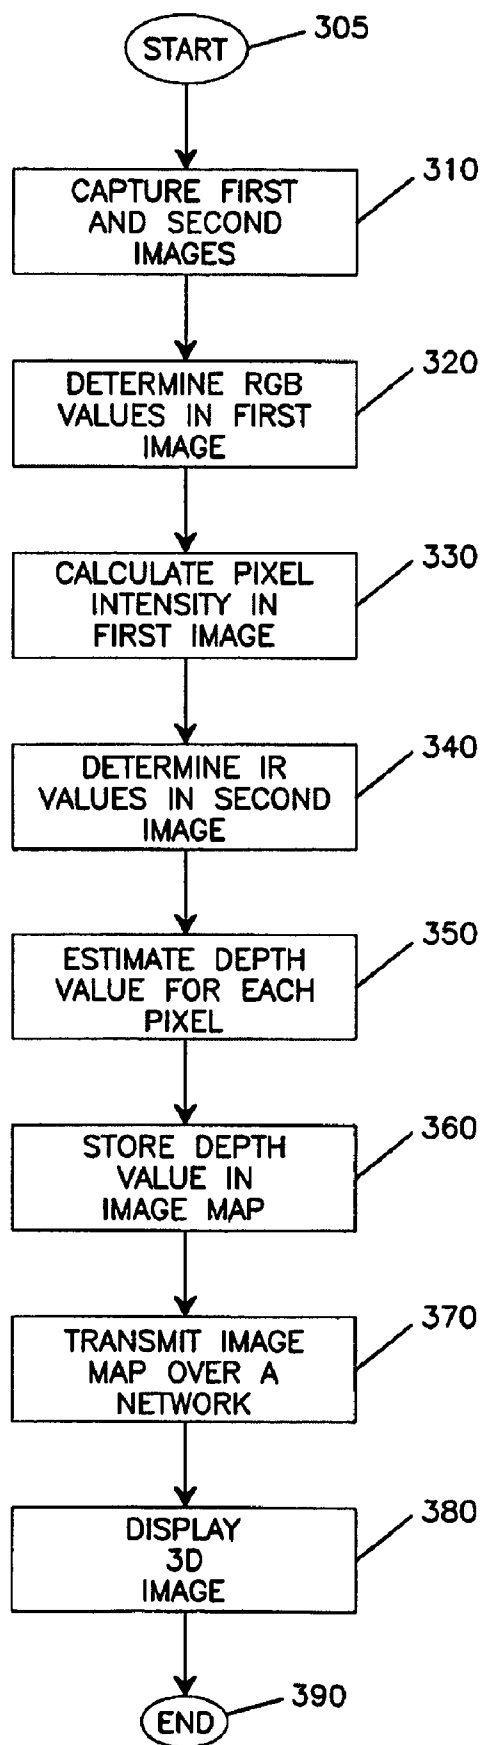 START
305
310
CAPTURE FIRST
AND SECOND
IMAGES
320
DETERMINE RGB
VALUES IN FIRST
IMAGE
330
CALCULATE PIXEL
INTENSITY IN
FIRST IMAGE
340
DETERMINE IR
VALUES IN SECOND
IMAGE
350
ESTIMATE DEPTH
VALUE FOR EACH
PIXEL
360
STORE DEPTH
VALUE IN
IMAGE MAP
370
TRANSMIT IMAGE
MAP OVER A
NETWORK
380
DISPLAY
3D
IMAGE
390
END